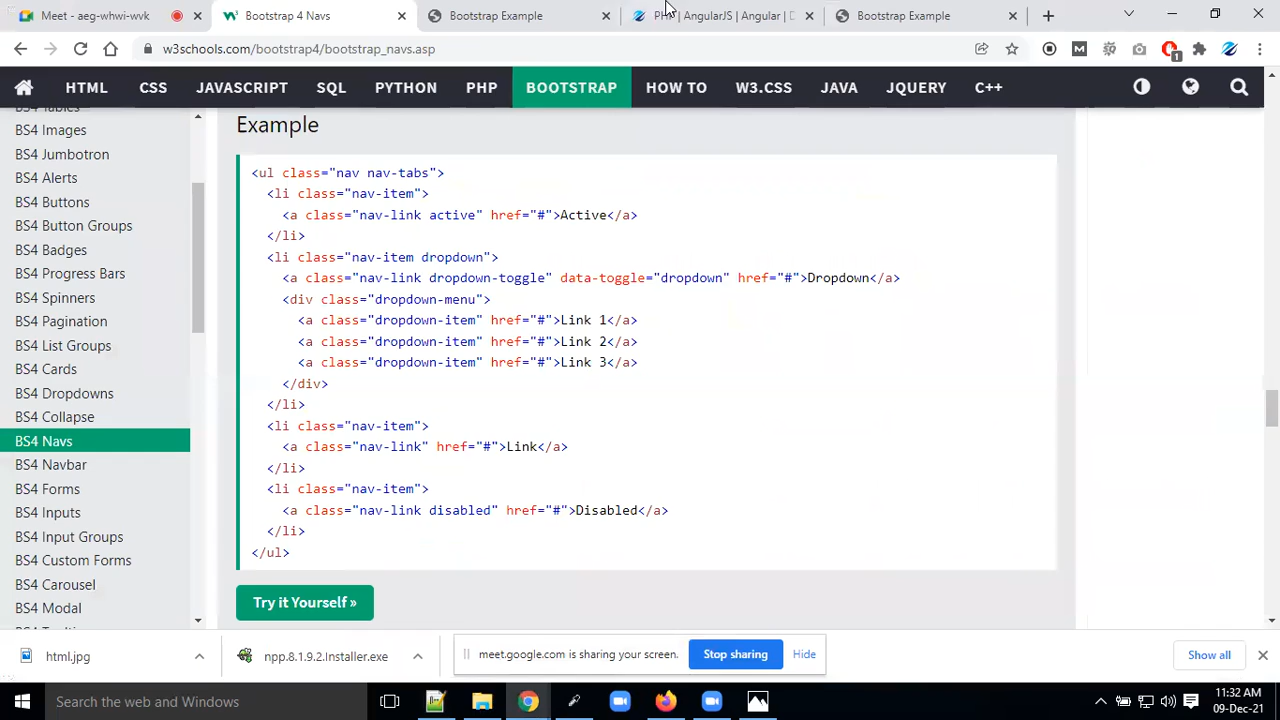 Meet - aeg-whwi-wvk
Bootstrap 4 Navs
Bootstrap Example
PHP | AngularJS | Angular | D
Bootstrap Example
w3schools.com/bootstrap4/bootstrap_navs.asp
1
HTML
CSS
JAVASCRIPT
SQL
PYTHON
PHP
BOOTSTRAP
HOW TO
W3.CSS
JAVA
JQUERY
C++
BS4 Tables
BS4 Images
BS4 Jumbotron
BS4 Alerts
BS4 Buttons
BS4 Button Groups
BS4 Badges
BS4 Progress Bars
BS4 Spinners
BS4 Pagination
BS4 List Groups
BS4 Cards
BS4 Dropdowns
BS4 Collapse
BS4 Navs
BS4 Navbar
BS4 Forms
BS4 Inputs
BS4 Input Groups
BS4 Custom Forms
BS4 Carousel
BS4 Modal
Example
<ul class="nav nav-tabs">
<li class="nav-item">
<a class="nav-link active" href="#">Active</a>
</li>
<li class="nav-item dropdown">
<a class="nav-link dropdown-toggle" data-toggle="dropdown" href="#">Dropdown</a>
<div class="dropdown-menu">
<a class="dropdown-item" href="#">Link 1</a>
<a class="dropdown-item" href="#">Link 2</a>
<a class="dropdown-item" href="#">Link 3</a>
</div>
</li>
<li class="nav-item">
<a class="nav-link" href="#">Link</a>
</li>
<li class="nav-item">
<a class="nav-link disabled" href="#">Disabled</a>
</li>
</ul>
Try it Yourself »
html.jpg
npp.8.1.9.2.Installer.exe
meet.google.com is sharing your screen.
Stop sharing
Hide
Show all
Search the web and Windows
11:32 AM
09-Dec-21